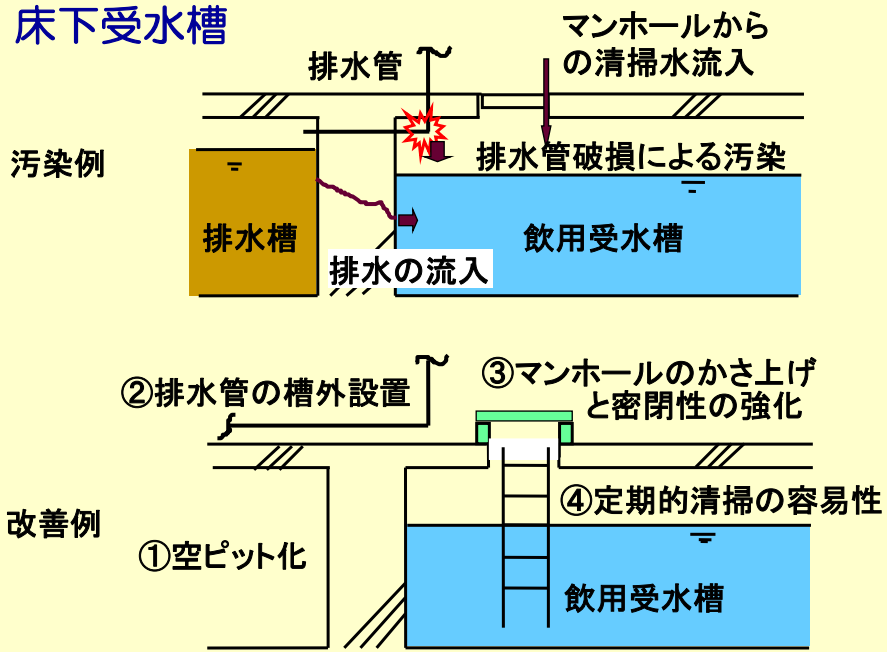 床下受水槽
マンホールから
の清掃水流入
排水管
汚染例
排水管破損による汚染
排水槽
飲用受水槽
排水の流入
②排水管の槽外設置
③マンホールのかさ上げ
と密閉性の強化
④定期的清掃の容易性
改善例
①空ピット化
飲用受水槽